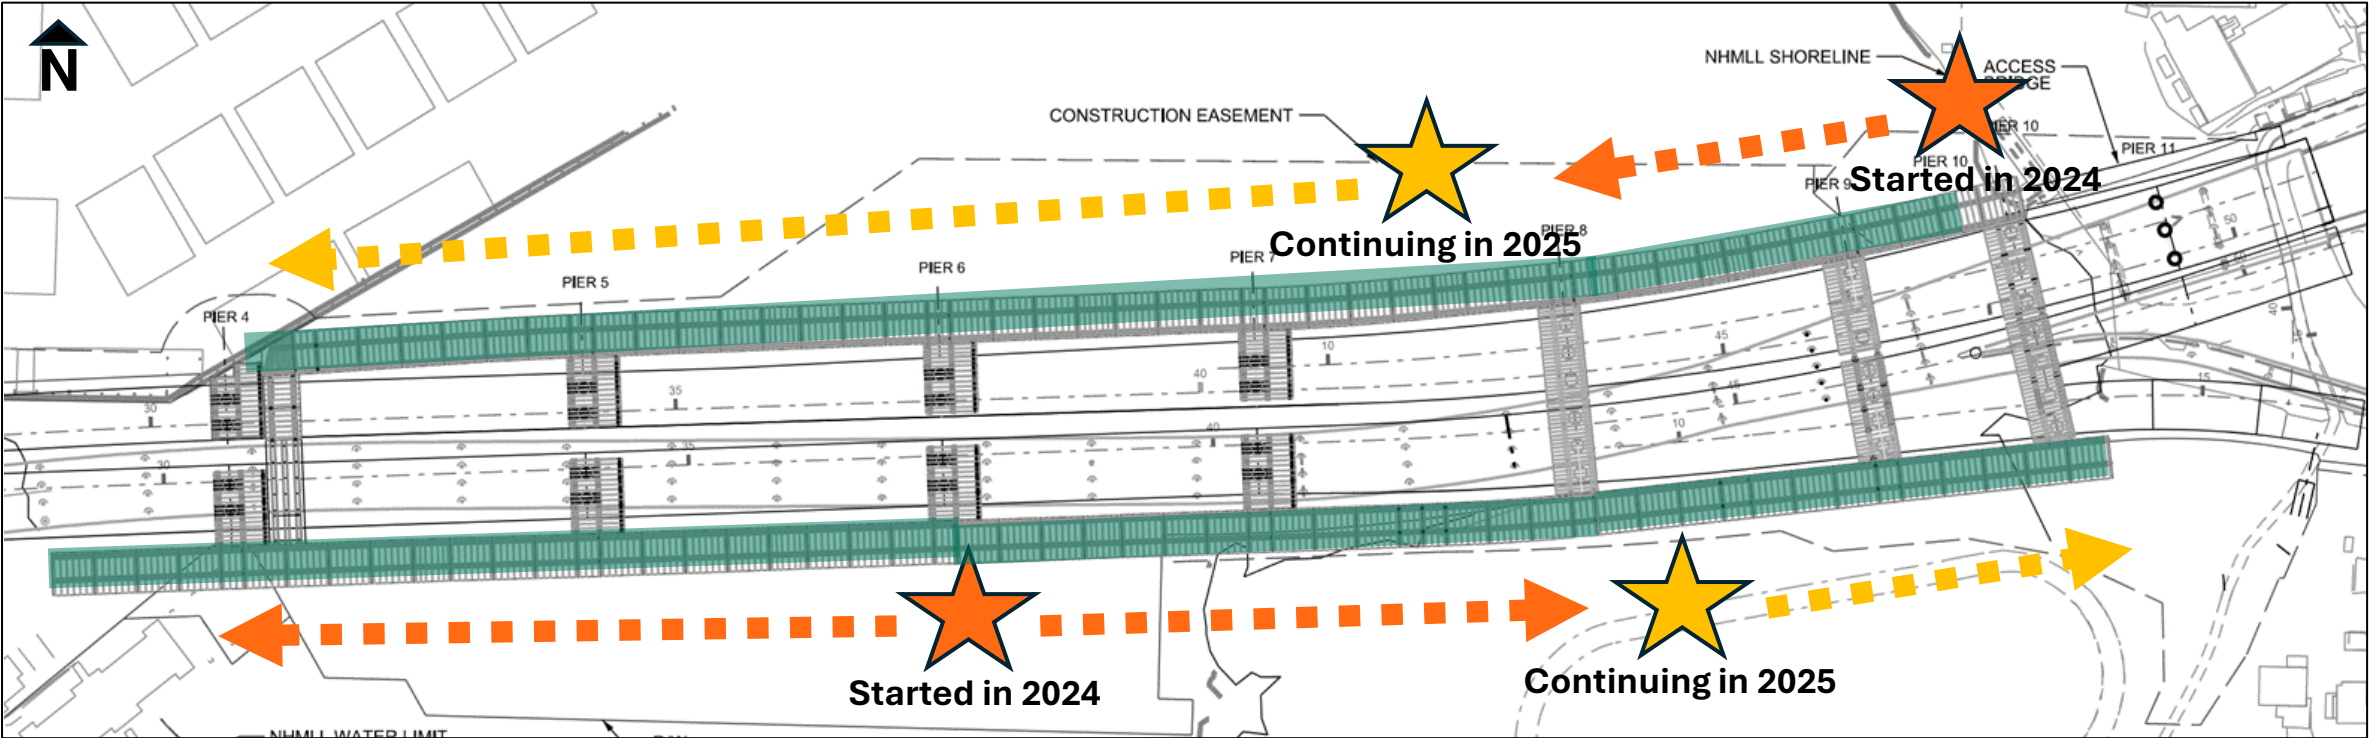 N
NHMLL SHORELINE
ACCESS
BRIDGE
CONSTRUCTION EASEMENT
PIER 10
PIER 11
PIER 10
PIER 9
Started in 2024
Continuing in 2025
PIER 8
PIER 7
PIER 6
PIER 5
PIER 4
50
40
45
10
40
35
30
45
15
10
40
35
30
Started in 2024
Continuing in 2025
NHMLL WATER LIMIT